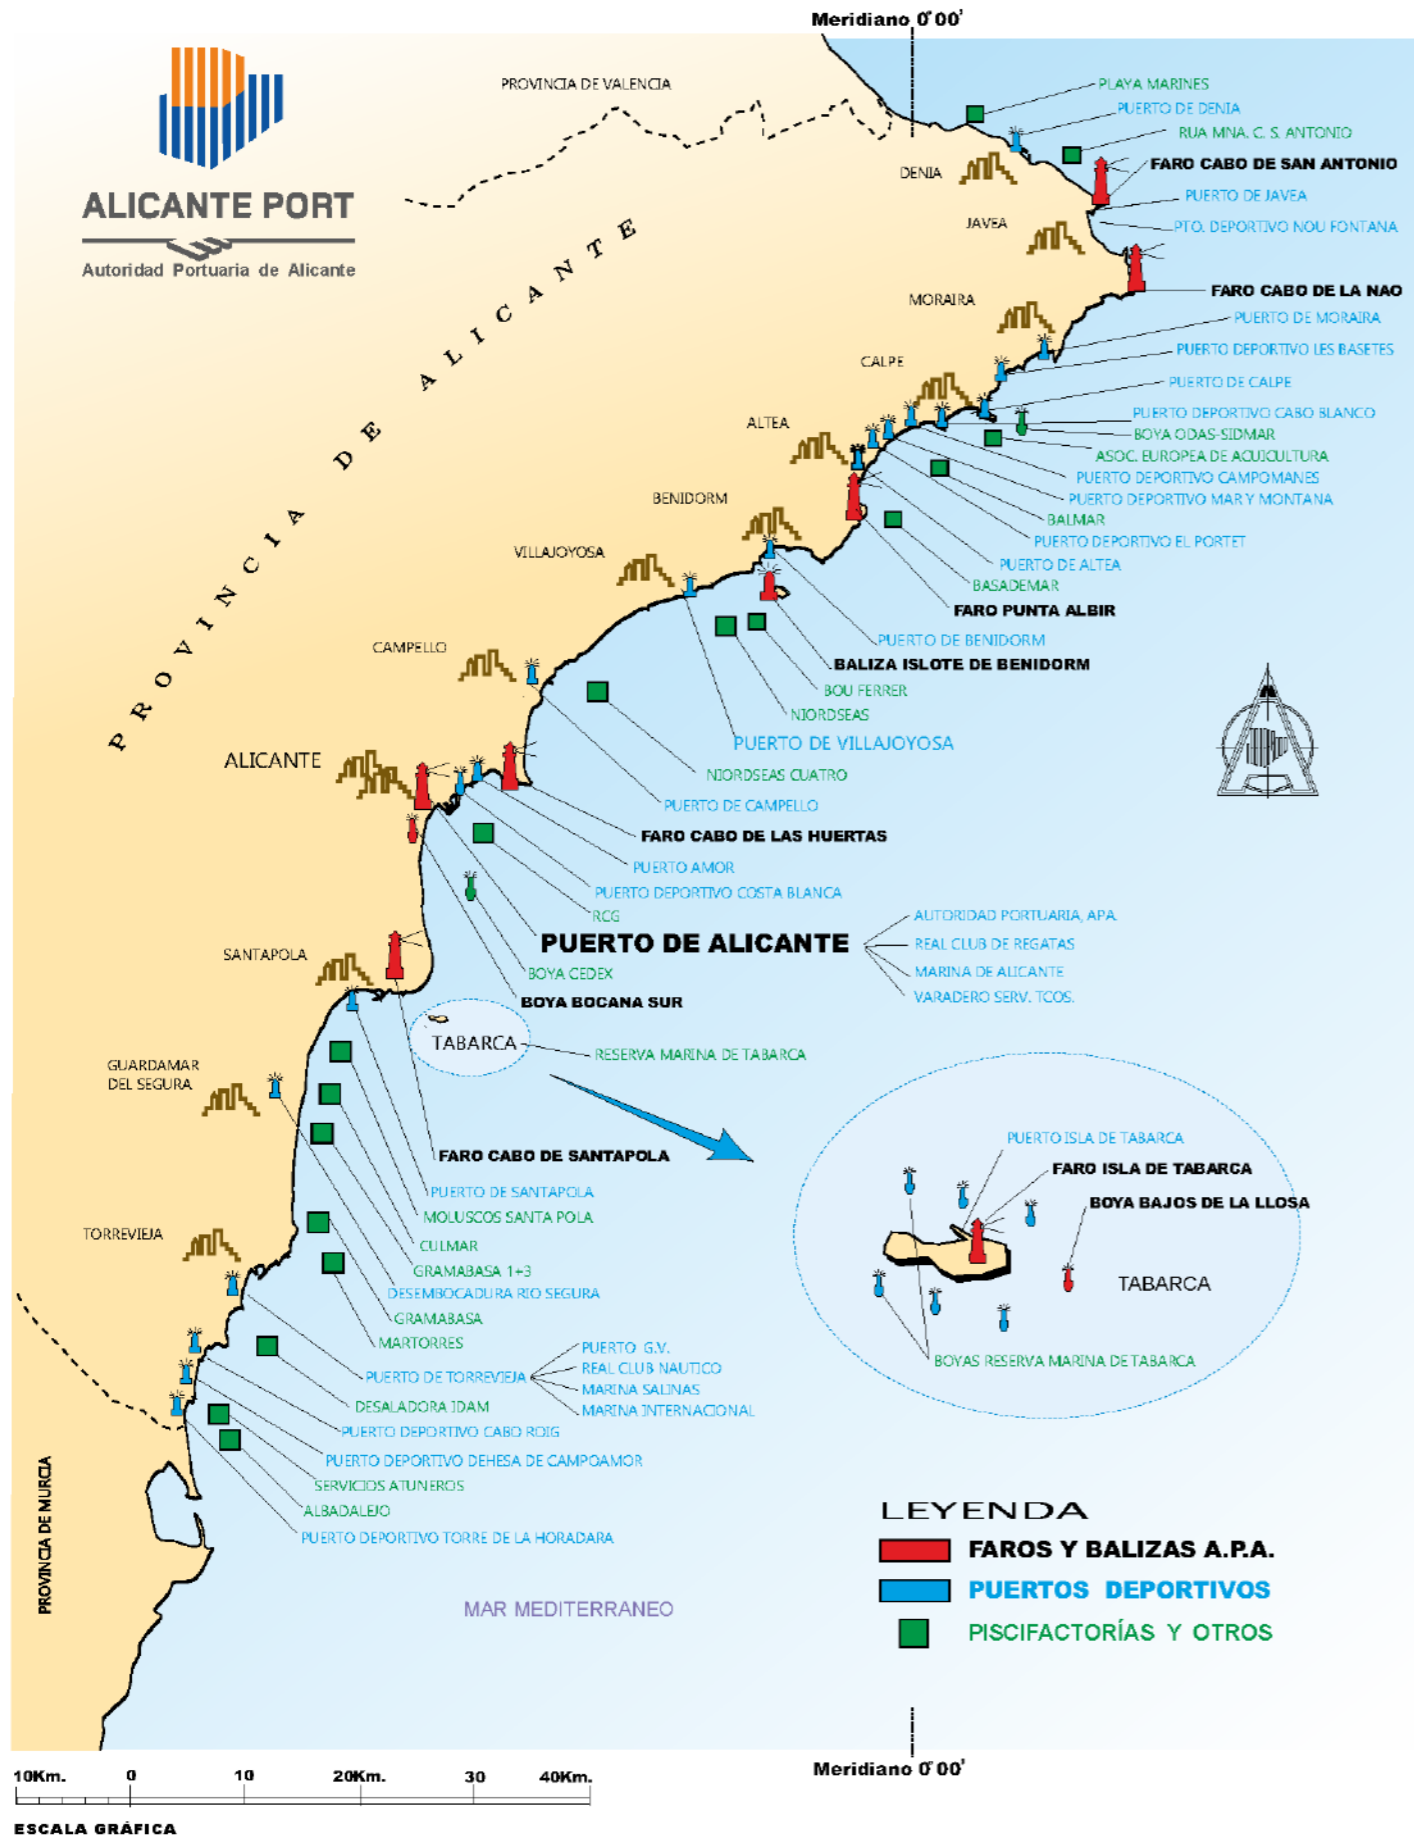 Meridiano 0°00'
PROVINCIA DE VALENCIA
PLAYA MARINES
PUERTO DE DENIA
RUA MNA. C. S. ANTONIO
FARO CABO DE SAN ANTONIO
DENIA
PUERTO DE JAVEA
ALICANTE PORT
Autoridad Portuaria de Alicante
JAVEA
PTO. DEPORTIVO NOU FONTANA
FARO CABO DE LA NAO
MORAIRA
PUERTO DE MORAIRA
PUERTO DEPORTIVO LES BASETES
CALPE
PUERTO DE CALPE
PROVINCIA DE ALICANTE
PUERTO DEPORTIVO CABO BLANCO
ALTEA
BOYA ODAS-SIDMAR
ASOC. EUROPEA DE ACUICULTURA
PUERTO DEPORTIVO CAMPOMANES
BENIDORM
PUERTO DEPORTIVO MAR Y MONTANA
BALMAR
PUERTO DEPORTIVO EL PORTET
VILLAJOYOSA
PUERTO DE ALTEA
BASADEMAR
FARO PUNTA ALBIR
PUERTO DE BENIDORM
CAMPELLO
BALIZA ISLOTE DE BENIDORM
BOU FERRER
NIORDSEAS
PUERTO DE VILLAJOYOSA
ALICANTE
NIORDSEAS CUATRO
PUERTO DE CAMPELLO
FARO CABO DE LAS HUERTAS
PUERTO AMOR
PUERTO DEPORTIVO COSTA BLANCA
RCG
PUERTO DE ALICANTE
AUTORIDAD PORTUARIA, APA.
REAL CLUB DE REGATAS
MARINA DE ALICANTE
VARADERO SERV. TCOS.
SANTAPOLA
BOYA CEDEX
BOYA BOCANA SUR
TABARCA
RESERVA MARINA DE TABARCA
GUARDAMAR
DEL SEGURA
FARO CABO DE SANTAPOLA
PUERTO DE SANTAPOLA
MOLUSCOS SANTA POLA
CULMAR
GRAMABASA 1+3
DESEMBOCADURA RIO SEGURA
GRAMABASA
MARTORRES
TORREVIEJA
PUERTO ISLA DE TABARCA
FARO ISLA DE TABARCA
BOYA BAJOS DE LA LLOSA
TABARCA
BOYAS RESERVA MARINA DE TABARCA
PUERTO DE TORREVIEJA
PUERTO G.V.
REAL CLUB NAUTICO
MARINA SALINAS
MARINA INTERNACIONAL
DESALADORA IDAM
PUERTO DEPORTIVO CABO ROIG
PUERTO DEPORTIVO DEHESA DE CAMPOAMOR
SERVICIOS ATUNEROS
ALBADALEJO
PUERTO DEPORTIVO TORRE DE LA HORADARA
PROVINCIA DE MURCIA
MAR MEDITERRANEO
LEYENDA
FAROS Y BALIZAS A.P.A.
PUERTOS DEPORTIVOS
PISCIFACTORÍAS Y OTROS
Meridiano 0°00'
10Km. 0 10 20Km. 30 40Km.
ESCALA GRÁFICA